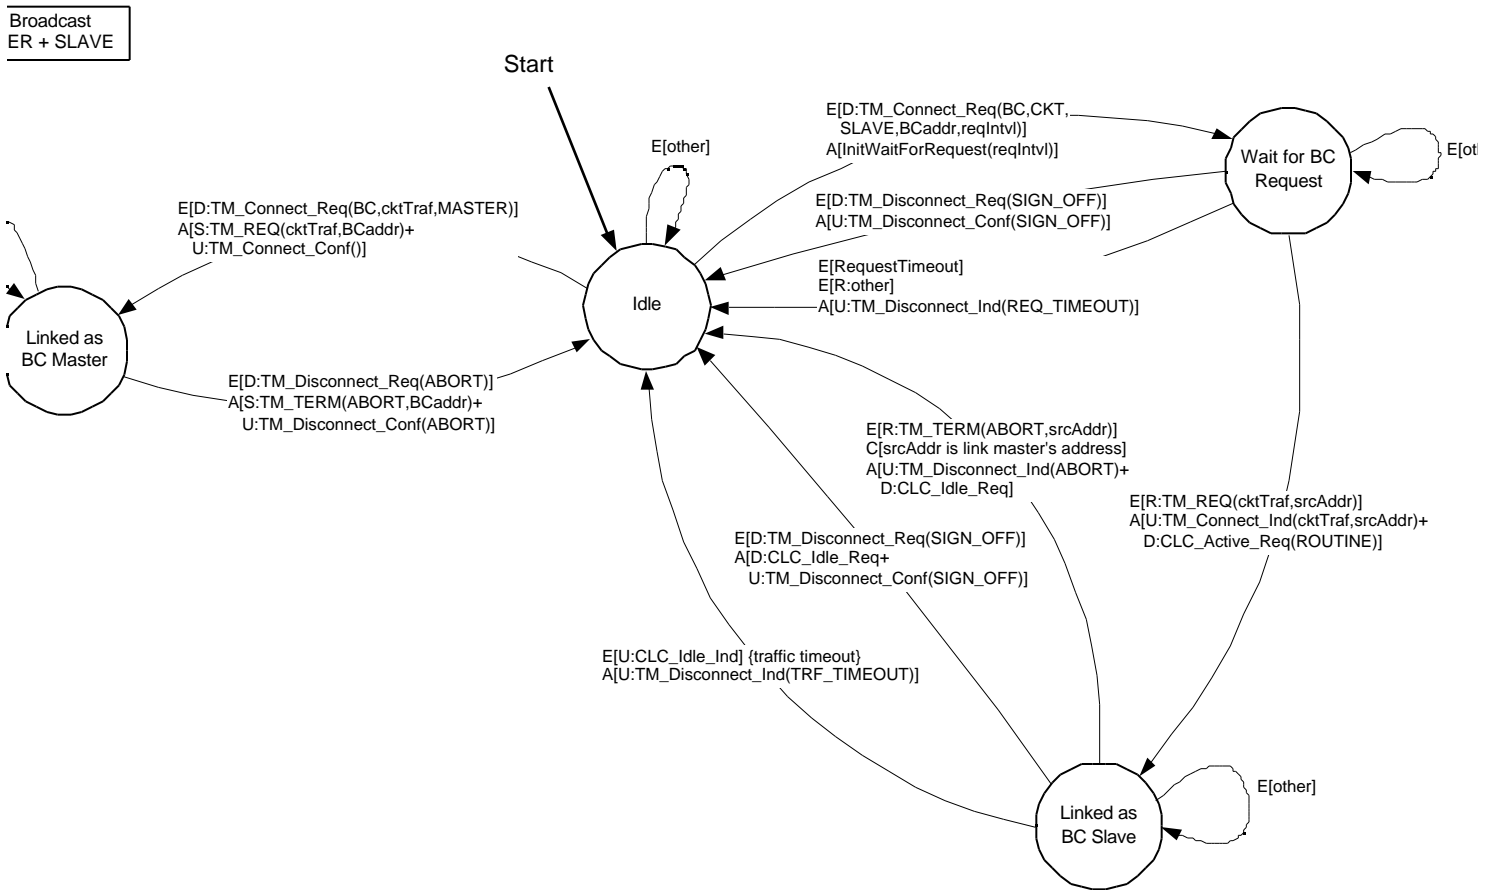 Broadcast
ER + SLAVE
Start
E[other]
E[D:TM_Connect_Req(BC,CKT,
SLAVE,BCaddr,reqIntvl)]
A[InitWaitForRequest(reqIntvl)]
Wait for BC
Request
E[ot
E[D:TM_Connect_Req(BC,cktTraf,MASTER)]
A[S:TM_REQ(cktTraf,BCaddr)+
U:TM_Connect_Conf()]
E[D:TM_Disconnect_Req(SIGN_OFF)]
A[U:TM_Disconnect_Conf(SIGN_OFF)]
E[RequestTimeout]
E[R:other]
A[U:TM_Disconnect_Ind(REQ_TIMEOUT)]
Idle
Linked as
BC Master
E[D:TM_Disconnect_Req(ABORT)]
A[S:TM_TERM(ABORT,BCaddr)+
U:TM_Disconnect_Conf(ABORT)]
E[R:TM_TERM(ABORT,srcAddr)]
C[srcAddr is link master's address]
A[U:TM_Disconnect_Ind(ABORT)+
D:CLC_Idle_Req]
E[R:TM_REQ(cktTraf,srcAddr)]
A[U:TM_Connect_Ind(cktTraf,srcAddr)+
D:CLC_Active_Req(ROUTINE)]
E[D:TM_Disconnect_Req(SIGN_OFF)]
A[D:CLC_Idle_Req+
U:TM_Disconnect_Conf(SIGN_OFF)]
E[U:CLC_Idle_Ind] {traffic timeout}
A[U:TM_Disconnect_Ind(TRF_TIMEOUT)]
E[other]
Linked as
BC Slave